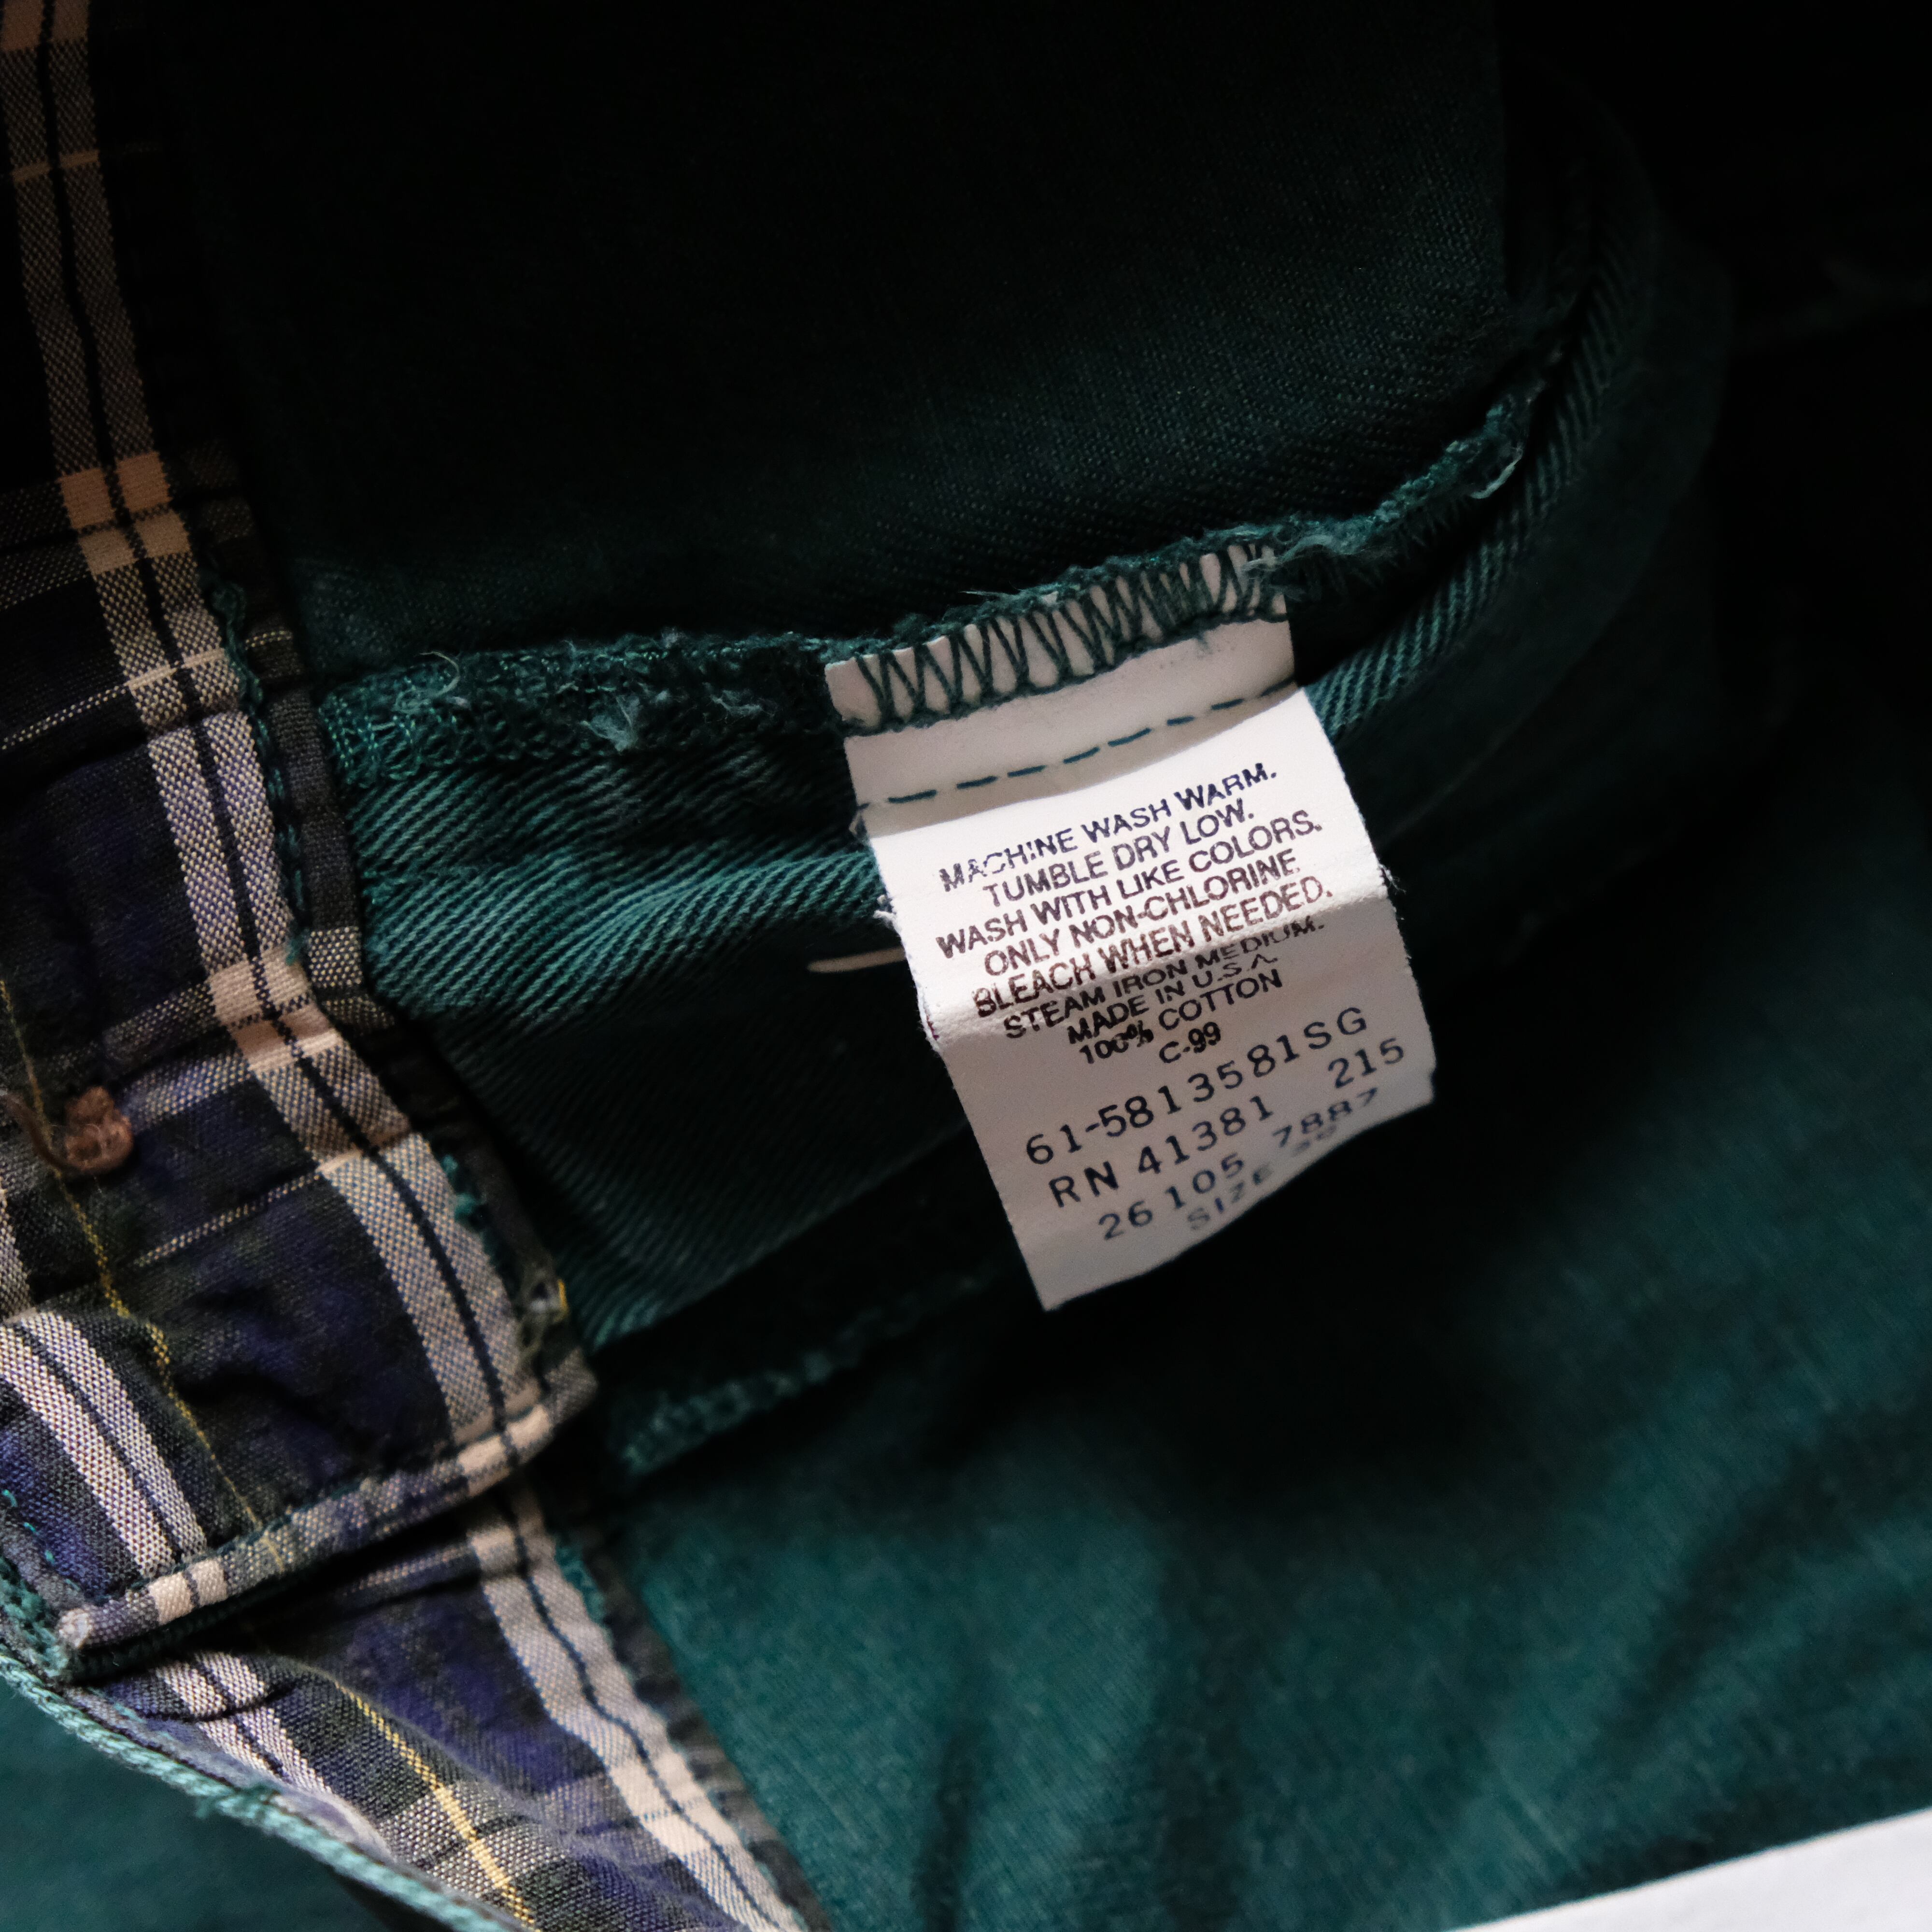 MACHINE WASH WARM.
TUMBLE DRY LOW.
WASH WITH LIKE COLORS.
ONLY NON-CHLORINE
BLEACH WHEN NEEDED.
STEAM IRON MEDIUM.
MADE IN U.S.A.
100% COTTON
C-99
61-5813581SG
RN 41381 215
26105 7887
SIZE